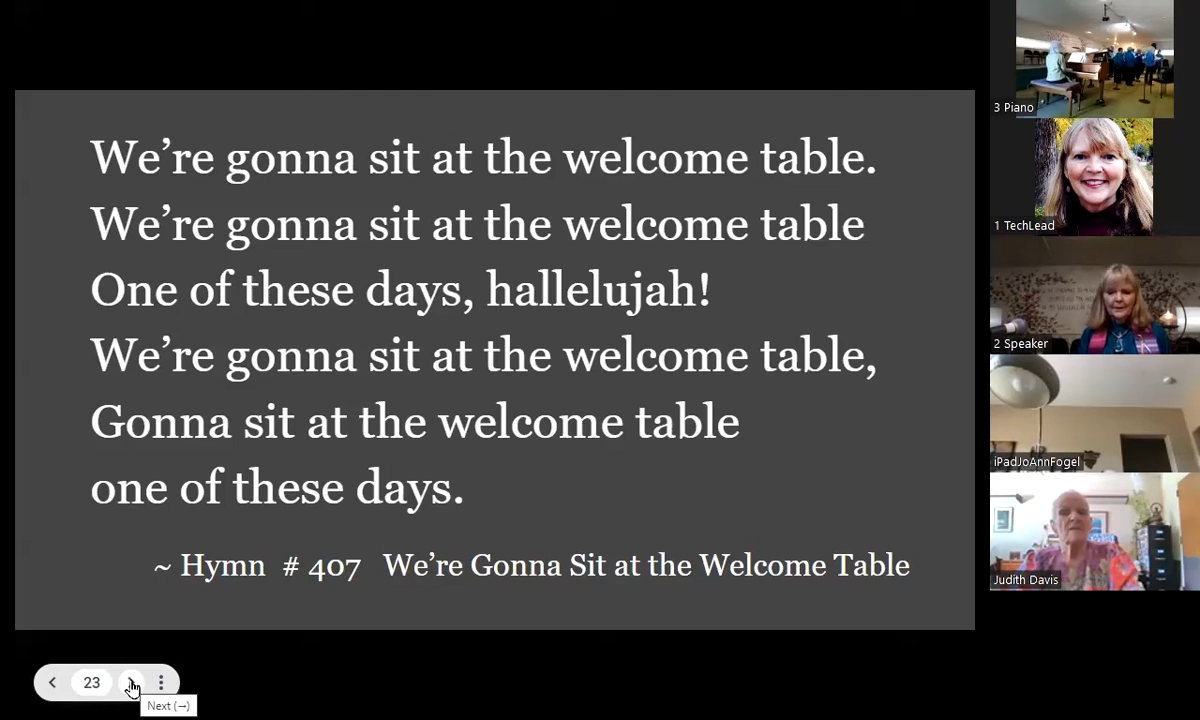 We're gonna sit at the welcome table.
We're gonna sit at the welcome table
One of these days, hallelujah!
We're gonna sit at the welcome table,
Gonna sit at the welcome table
one of these days.
~ Hymn # 407 We're Gonna Sit at the Welcome Table
3 Piano
1 TechLead
2 Speaker
iPadJoAnnFogel
Judith Davis
23
Next (→)